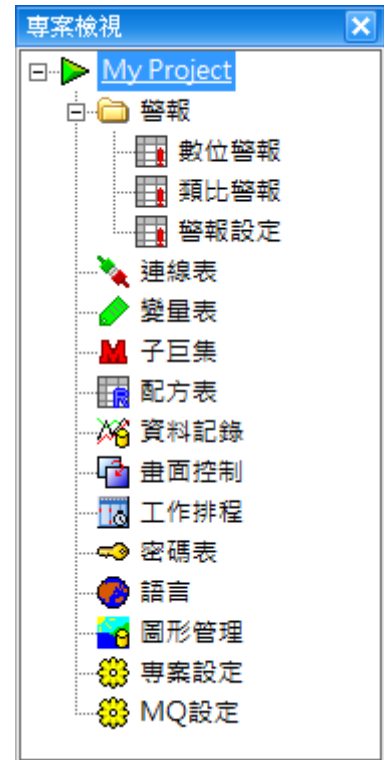 專案檢視
My Project
警報
數位警報
類比警報
警報設定
連線表
變量表
子巨集
配方表
資料記錄
畫面控制
工作排程
密碼表
語言
圖形管理
專案設定
MQ設定